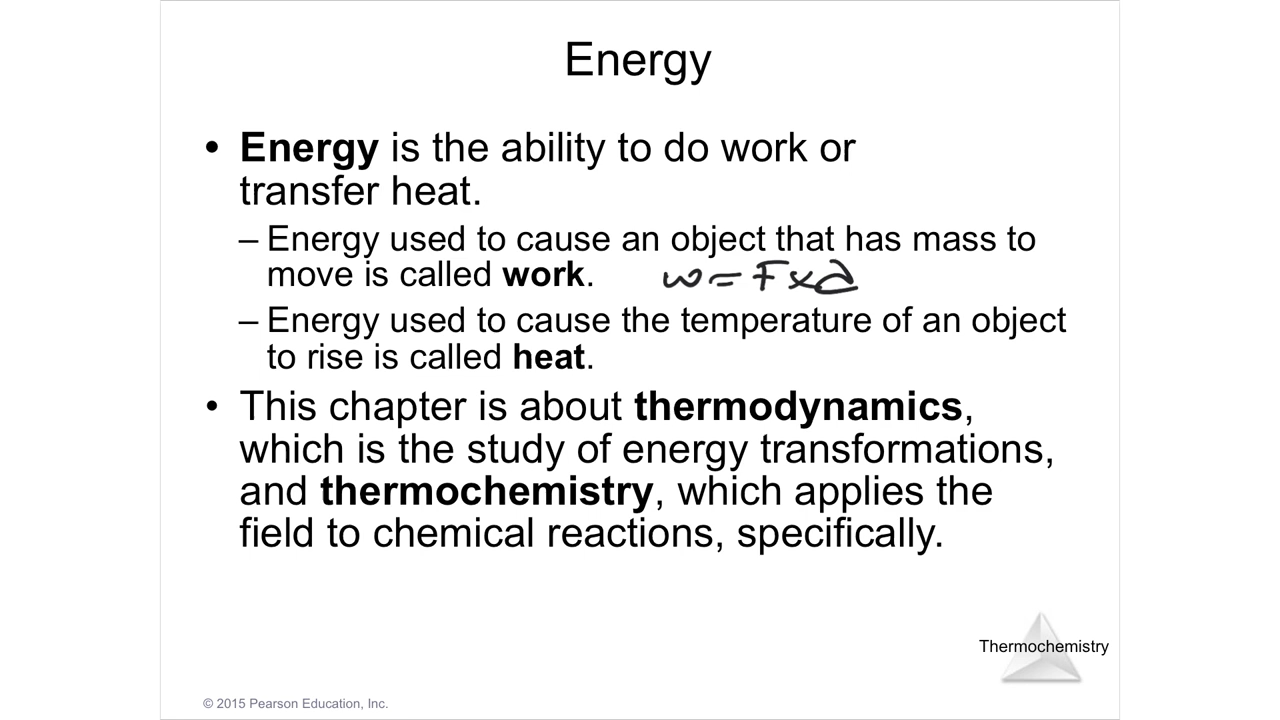 Energy
• Energy is the ability to do work or
transfer heat.
– Energy used to cause an object that has mass to
move is called work. w = F x d
– Energy used to cause the temperature of an object
to rise is called heat.
• This chapter is about thermodynamics,
which is the study of energy transformations,
and thermochemistry, which applies the
field to chemical reactions, specifically.
Thermochemistry
© 2015 Pearson Education, Inc.